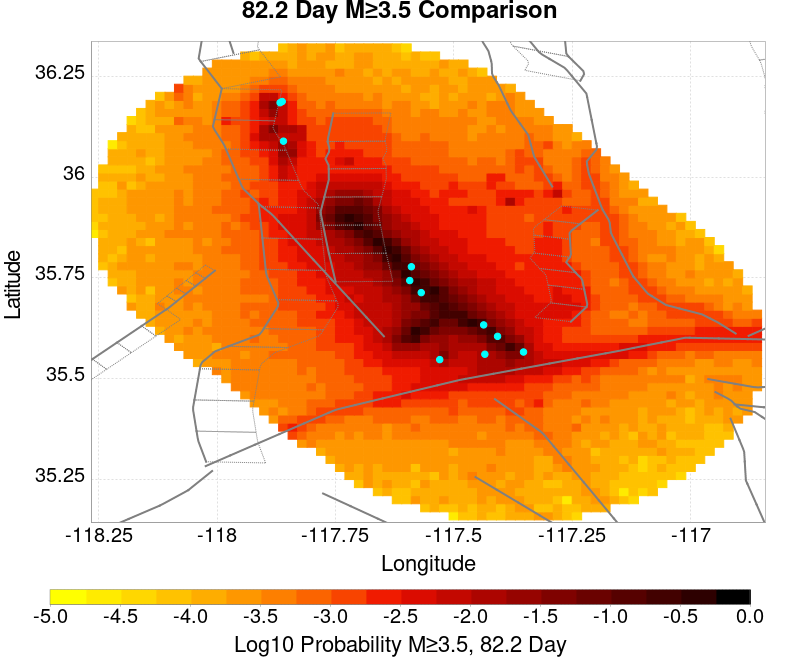 82.2 Day M≥3.5 Comparison
36.25
36
35.75
35.5
35.25
Latitude
-118.25 -118 -117.75 -117.5 -117.25 -117
Longitude
-5.0 -4.5 -4.0 -3.5 -3.0 -2.5 -2.0 -1.5 -1.0 -0.5 0.0
Log10 Probability M≥3.5, 82.2 Day